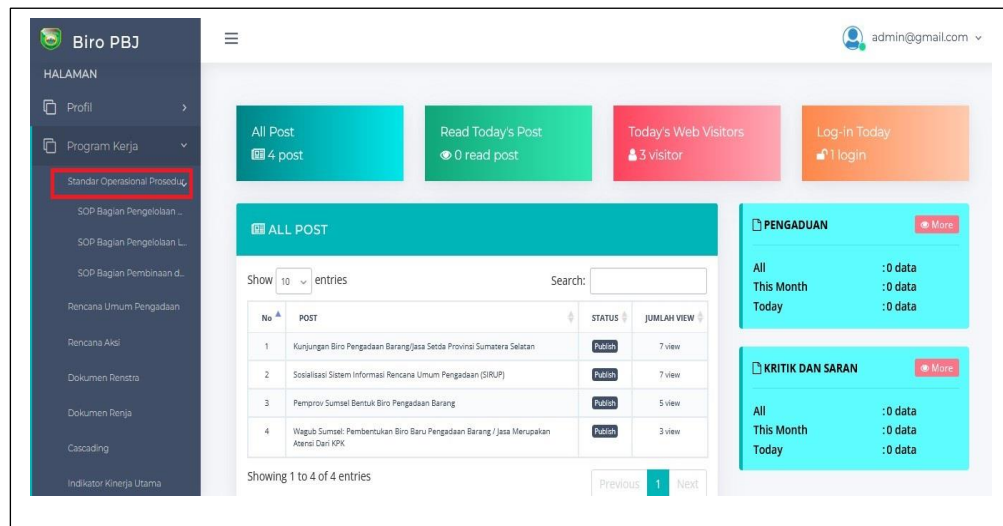 Biro PBJ
admin@gmail.com
HALAMAN
Profil
Program Kerja
Standar Operasional Prosedur
SOP Bagian Pengelolaan ...
SOP Bagian Pengelolaan L...
SOP Bagian Pembinaan d...
Rencana Umum Pengadaan
Rencana Aksi
Dokumen Renstra
Dokumen Renja
Cascading
Indikator Kinerja Utama
All Post
4 post
Read Today's Post
0 read post
Today's Web Visitors
3 visitor
Log-in Today
1 login
ALL POST
Show 10 entries
Search:
No POST STATUS JUMLAH VIEW
1 Kunjungan Biro Pengadaan Barang/Jasa Setda Provinsi Sumatera Selatan Publish 7 view
2 Sosialisasi Sistem Informasi Rencana Umum Pengadaan (SIRUP) Publish 7 view
3 Pemprov Sumsel Bentuk Biro Pengadaan Barang Publish 5 view
4 Wagub Sumsel: Pembentukan Biro Baru Pengadaan Barang / Jasa Merupakan Publish 3 view
Atensi Dari KPK
Showing 1 to 4 of 4 entries
Previous 1 Next
PENGADUAN More
All :0 data
This Month :0 data
Today :0 data
KRITIK DAN SARAN More
All :0 data
This Month :0 data
Today :0 data